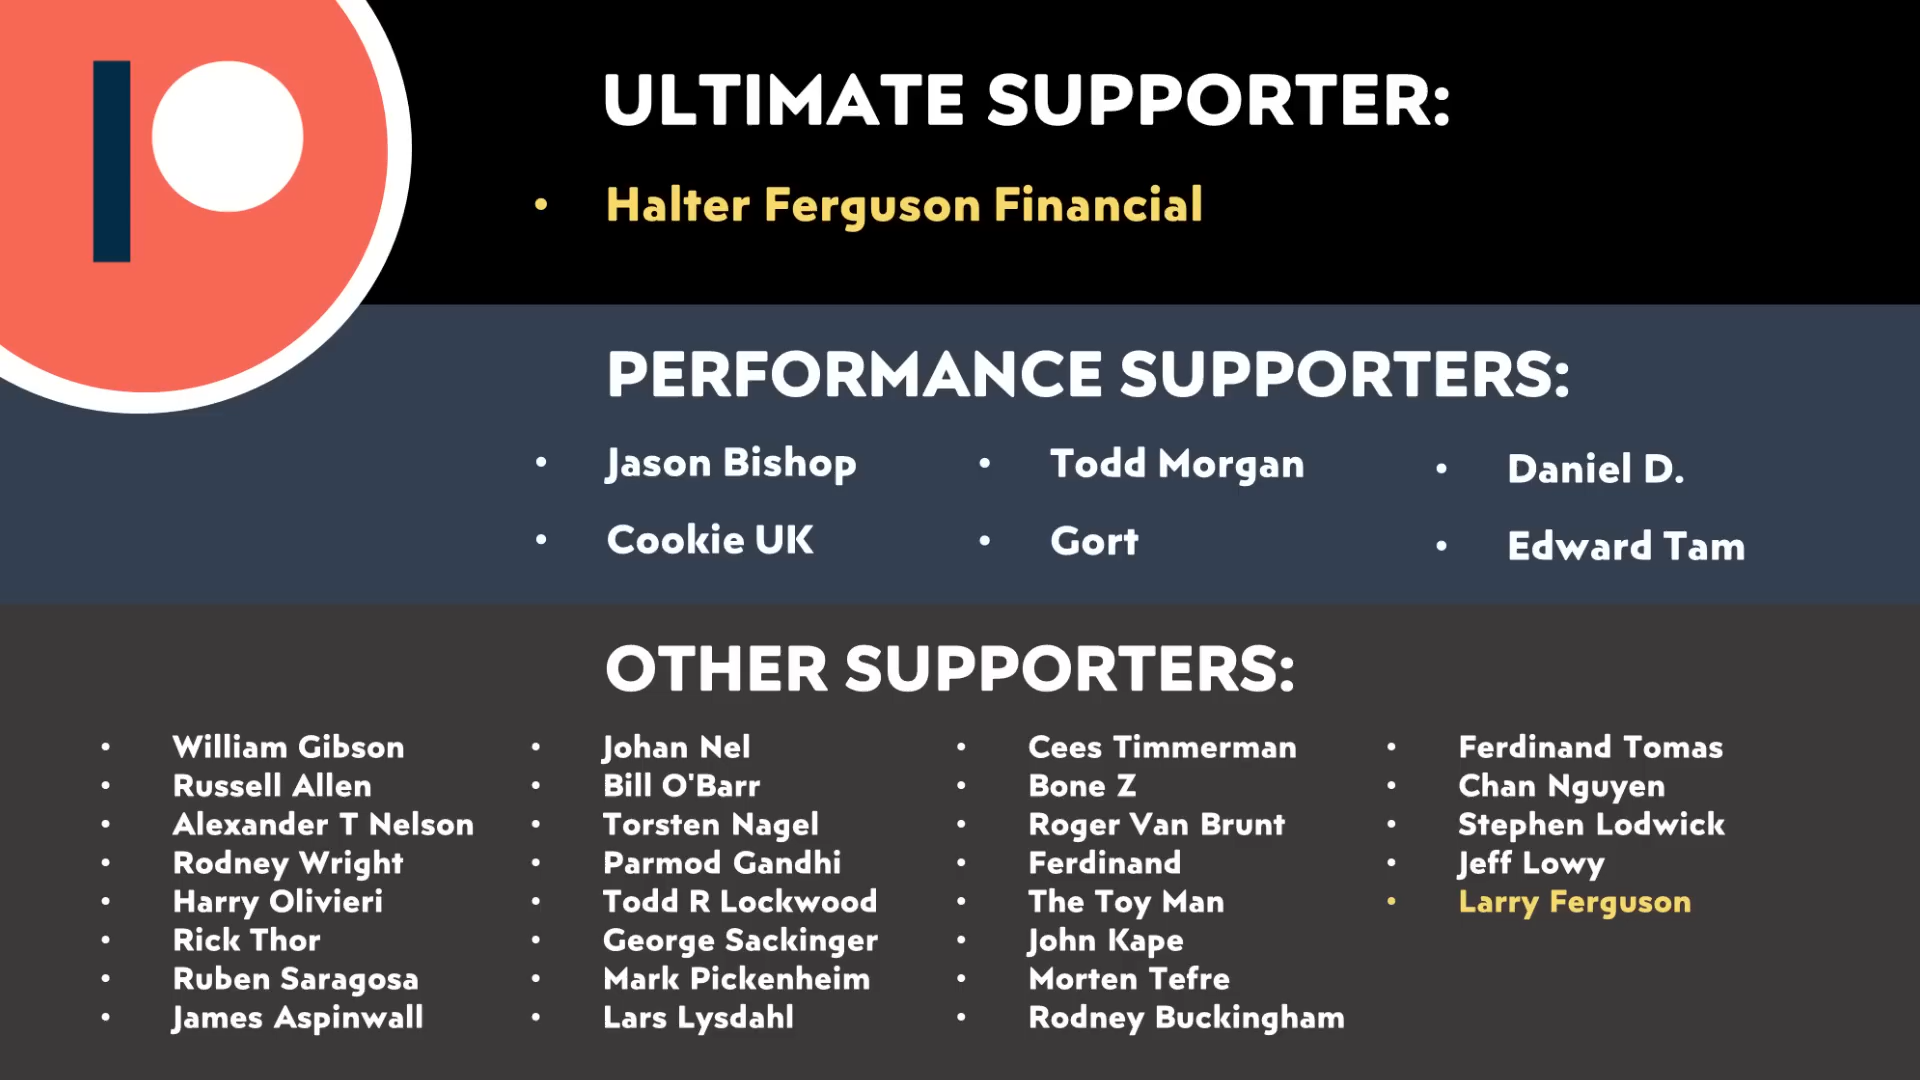 ULTIMATE SUPPORTER:
• Halter Ferguson Financial
PERFORMANCE SUPPORTERS:
• Jason Bishop
• Cookie UK
• Todd Morgan
• Gort
• Daniel D.
• Edward Tam
OTHER SUPPORTERS:
• William Gibson
• Russell Allen
• Alexander T Nelson
• Rodney Wright
• Harry Olivieri
• Rick Thor
• Ruben Saragosa
• James Aspinwall
• Johan Nel
• Bill O'Barr
• Torsten Nagel
• Parmod Gandhi
• Todd R Lockwood
• George Sackinger
• Mark Pickenheim
• Lars Lysdahl
• Cees Timmerman
• Bone Z
• Roger Van Brunt
• Ferdinand
• The Toy Man
• John Kape
• Morten Tefre
• Rodney Buckingham
• Ferdinand Tomas
• Chan Nguyen
• Stephen Lodwick
• Jeff Lowy
• Larry Ferguson